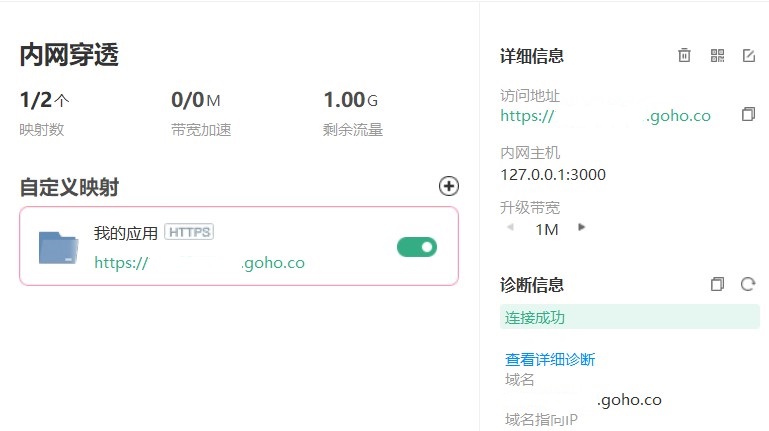 内网穿透
1/2个
0/0M
1.00G
映射数
带宽加速
剩余流量
自定义映射
我的应用 HTTPS
https://
.goho.co
详细信息
访问地址
https://
.goho.co
内网主机
127.0.0.1:3000
升级带宽
1M
诊断信息
连接成功
查看详细诊断
域名
.goho.co
域名指向IP